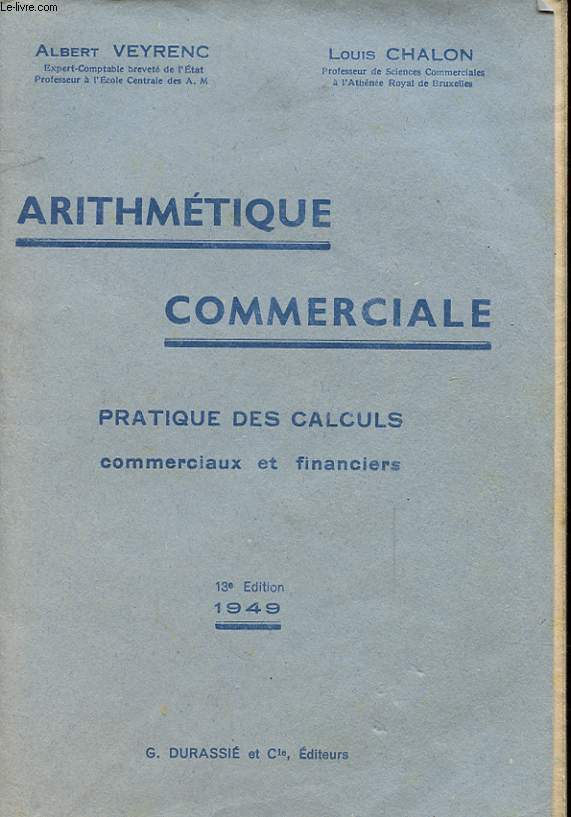 Le-livre.com
ALBERT VEYRENC
Expert-Comptable breveté de l'État
Professeur à l'École Centrale des A. M
LOUIS CHALON
Professeur de Sciences Commerciales
à l'Athénée Royal de Bruxelles
ARITHMÉTIQUE
COMMERCIALE
PRATIQUE DES CALCULS
commerciaux et financiers
13e Edition
1949
G. DURASSIÉ et Cie, Éditeurs